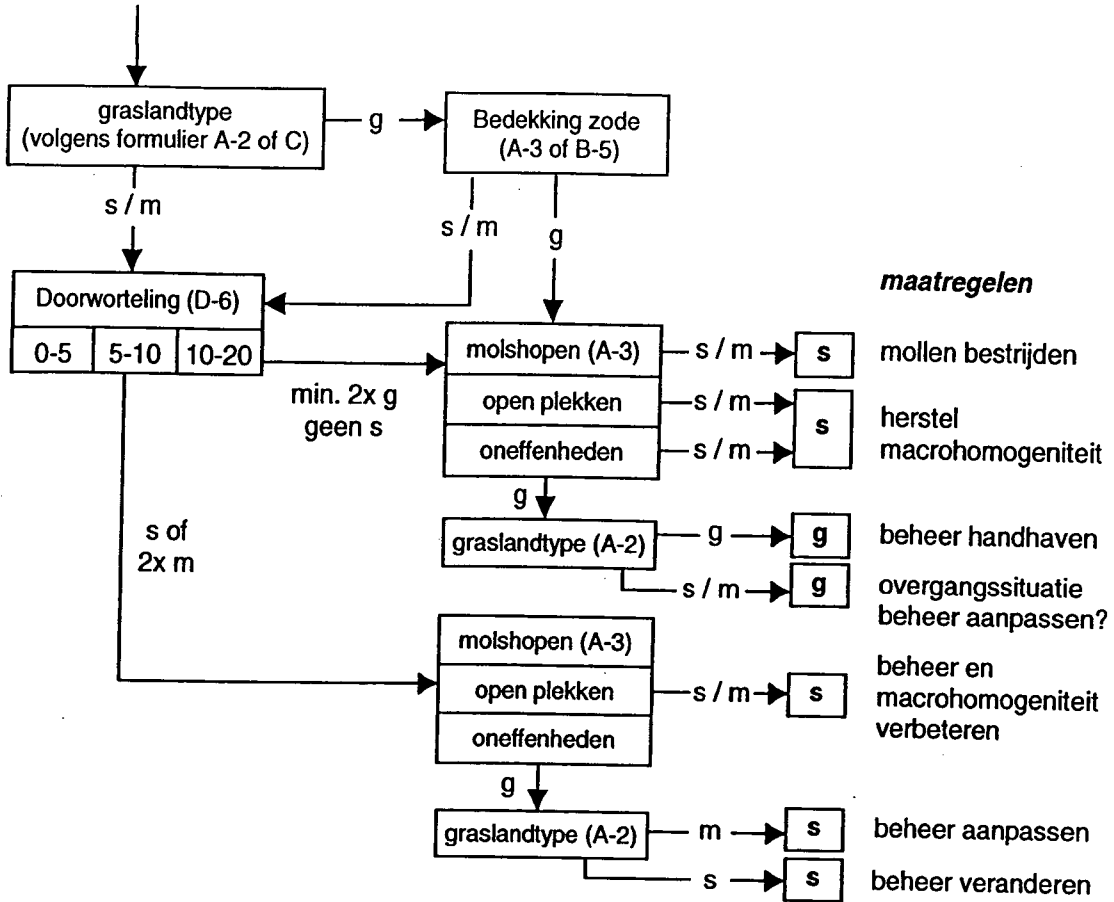 graslandtype
(volgens formulier A-2 of C)
g
Bedekking zode
(A-3 of B-5)
s / m
s / m
g
Doorworteling (D-6)
0-5 5-10 10-20
maatregelen
min. 2x g
geen s
molshopen (A-3)
s / m
s
mollen bestrijden
open plekken
s / m
s
herstel
macrohomogeniteit
oneffenheden
s / m
g
graslandtype (A-2)
g
g
beheer handhaven
s / m
g
overgangssituatie
beheer aanpassen?
s of
2x m
molshopen (A-3)
open plekken
s / m
s
beheer en
macrohomogeniteit
verbeteren
oneffenheden
g
graslandtype (A-2)
m
s
beheer aanpassen
s
s
beheer veranderen